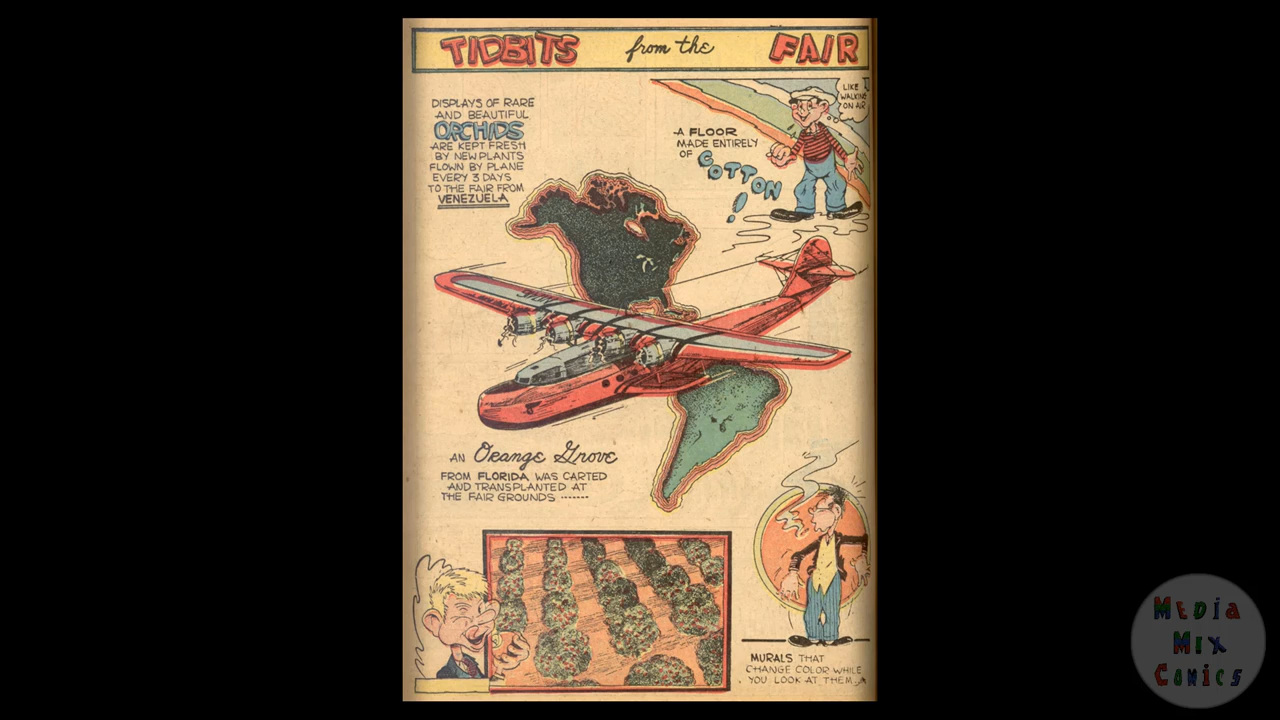 TIDBITS from the FAIR
DISPLAYS OF RARE
AND BEAUTIFUL
ORCHIDS
ARE KEPT FRESH
BY NEW PLANTS
FLOWN BY PLANE
EVERY 3 DAYS
TO THE FAIR FROM
VENEZUELA
A FLOOR
MADE ENTIRELY
OF COTTON!
LIKE
WALKING
ON AIR
AN Orange Grove
FROM FLORIDA WAS CARTED
AND TRANSPLANTED AT
THE FAIR GROUNDS -------
MURALS THAT
CHANGE COLOR WHILE
YOU LOOK AT THEM..
MEDiA
MiX
COMiCS